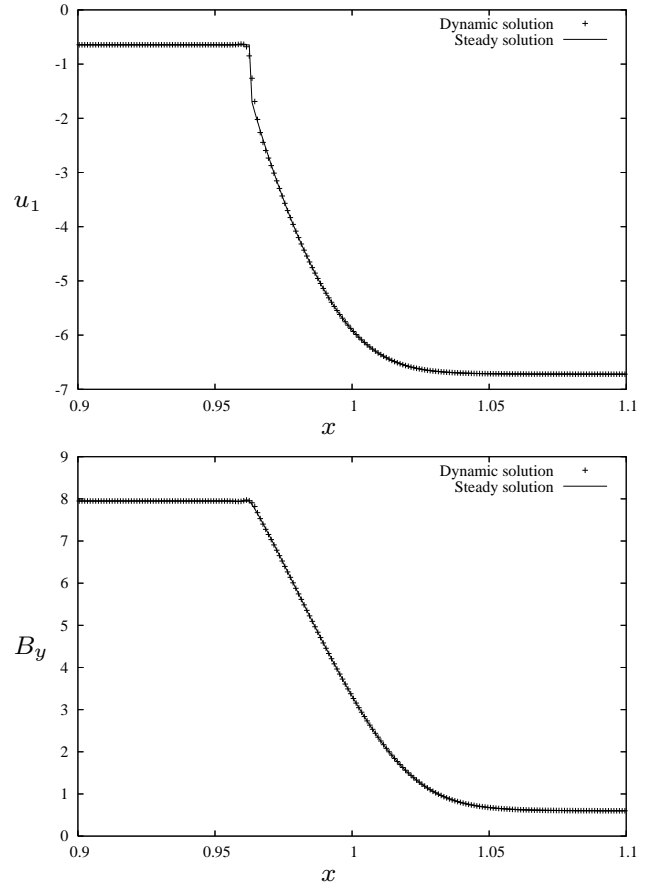 0
Dynamic solution
Steady solution
-1
-2
-3
u₁
-4
-5
-6
-7
0.9 0.95 1 1.05 1.1
x
9
Dynamic solution
Steady solution
8
7
6
5
B_y
4
3
2
1
0
0.9 0.95 1 1.05 1.1
x